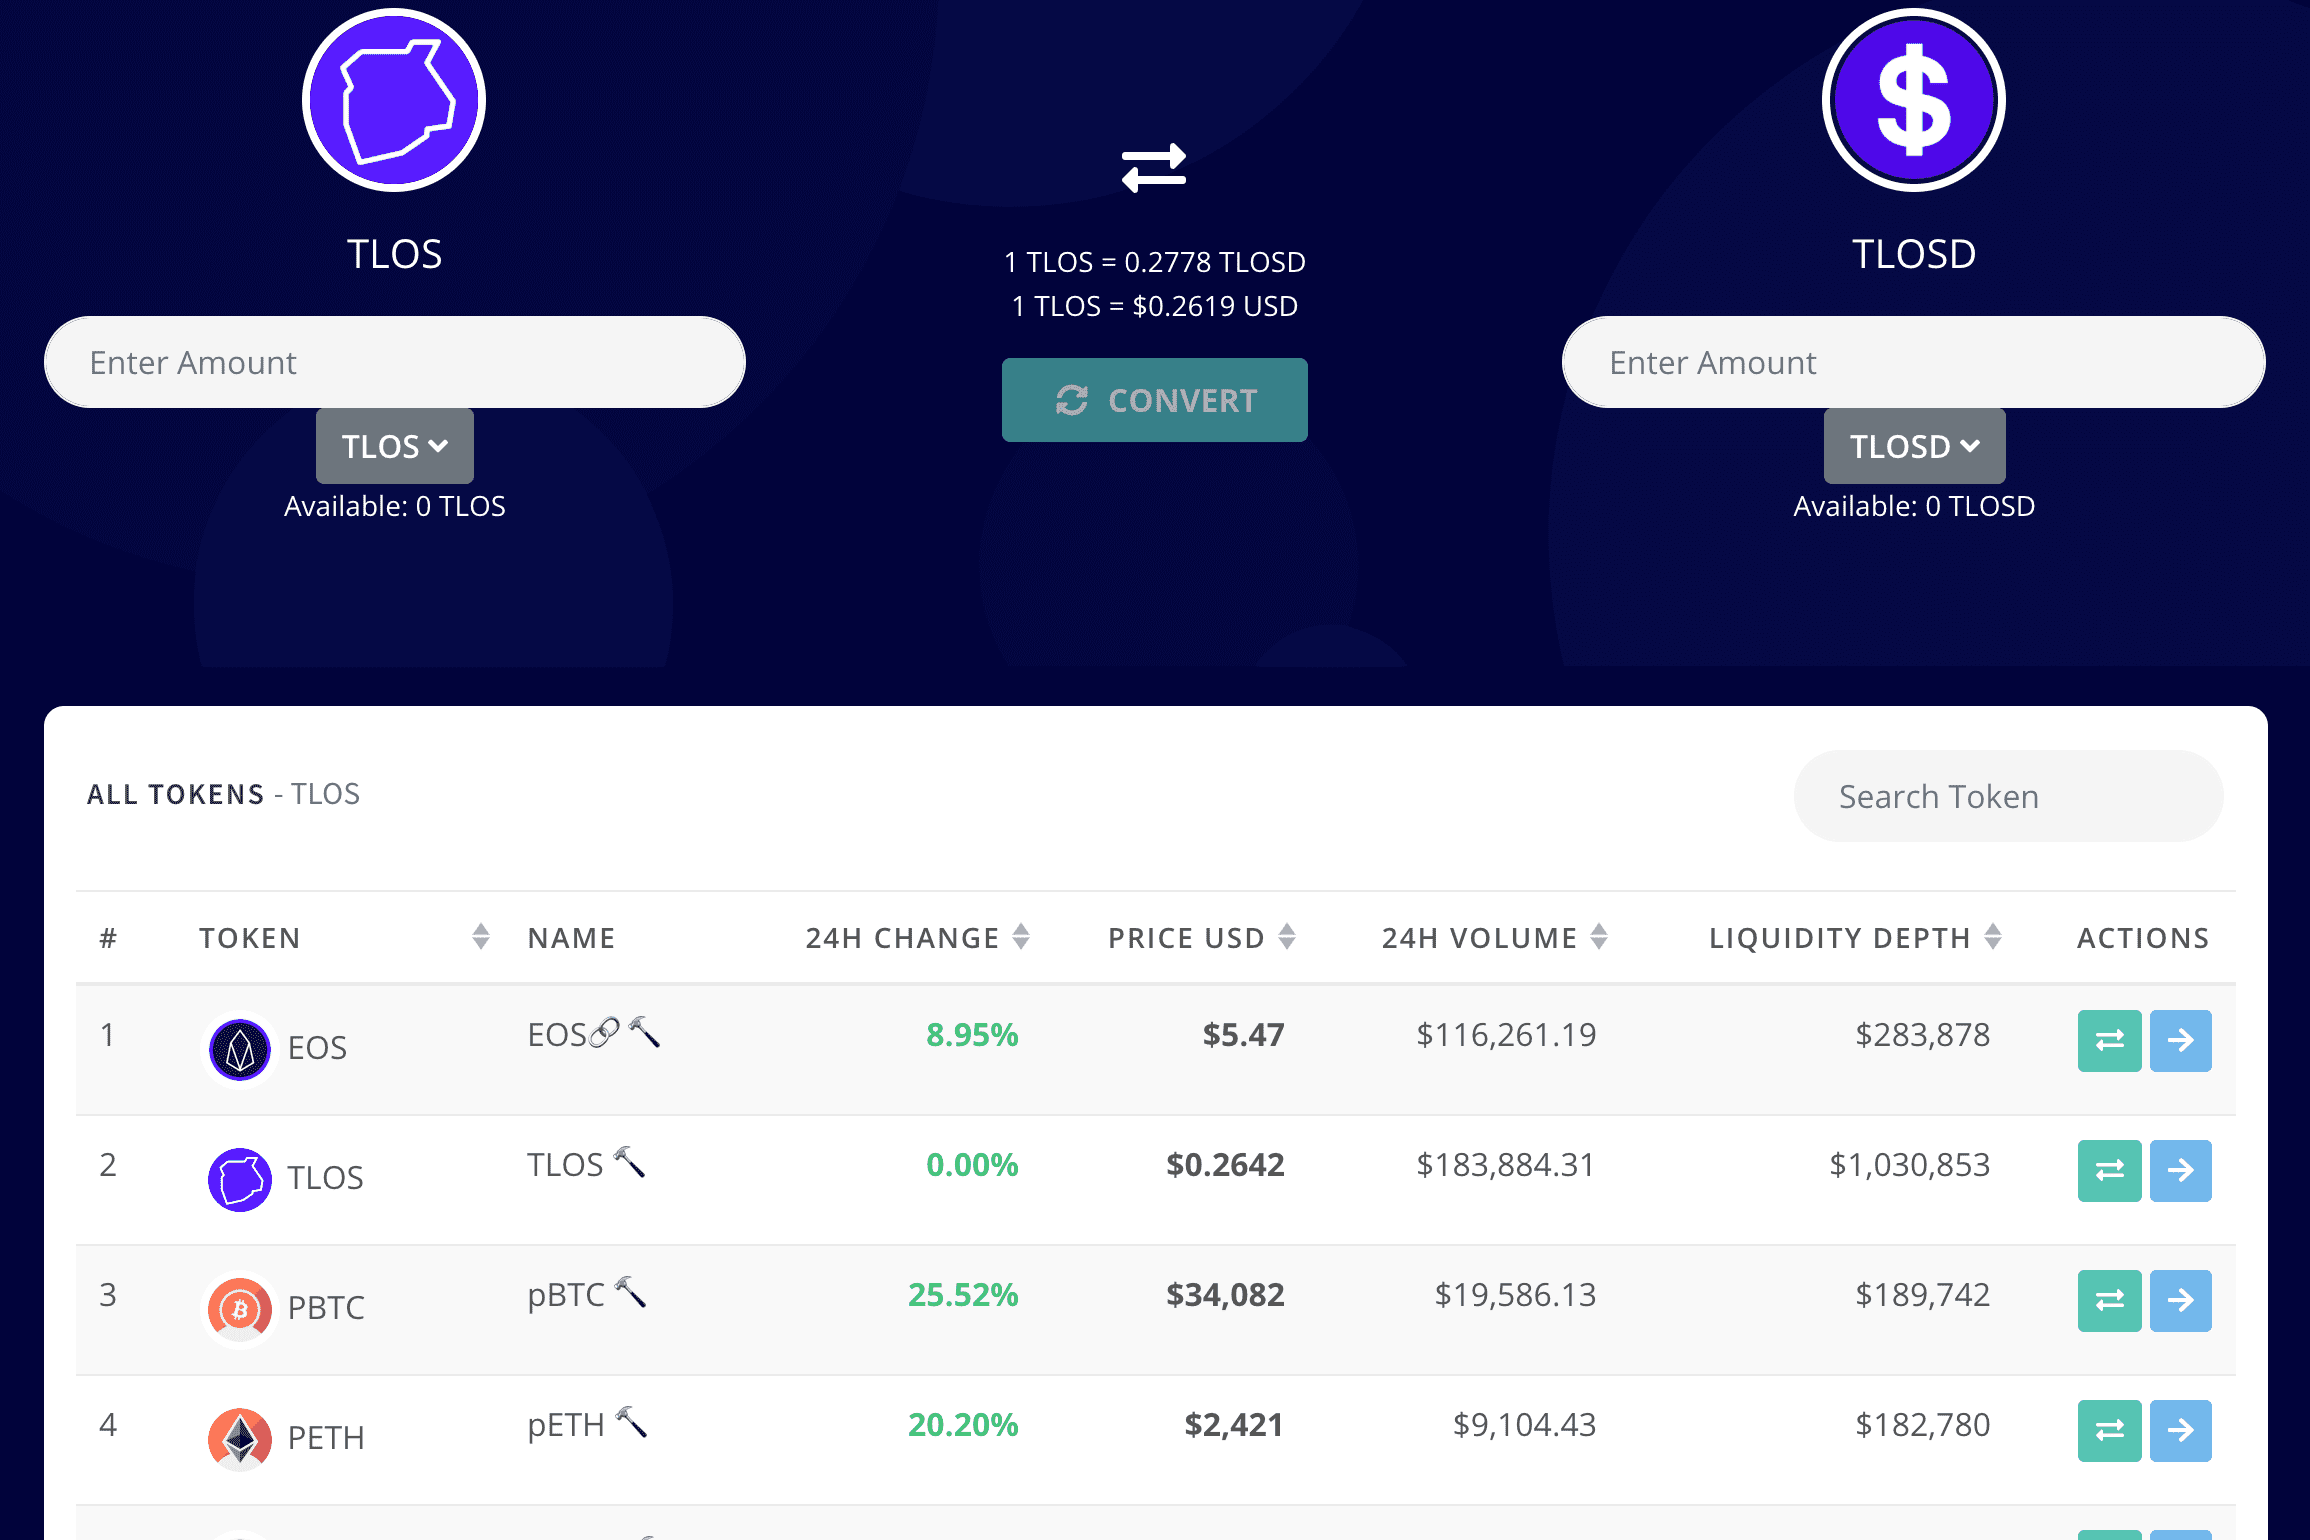 TLOS
TLOSD
1 TLOS = 0.2778 TLOSD
1 TLOS = $0.2619 USD
Enter Amount
CONVERT
Enter Amount
TLOS
TLOSD
Available: 0 TLOS
Available: 0 TLOSD
ALL TOKENS - TLOS
Search Token
# TOKEN NAME 24H CHANGE PRICE USD 24H VOLUME LIQUIDITY DEPTH ACTIONS
1 EOS EOS🔗🔨 8.95% $5.47 $116,261.19 $283,878
2 TLOS TLOS 🔨 0.00% $0.2642 $183,884.31 $1,030,853
3 PBTC pBTC 🔨 25.52% $34,082 $19,586.13 $189,742
4 PETH pETH 🔨 20.20% $2,421 $9,104.43 $182,780